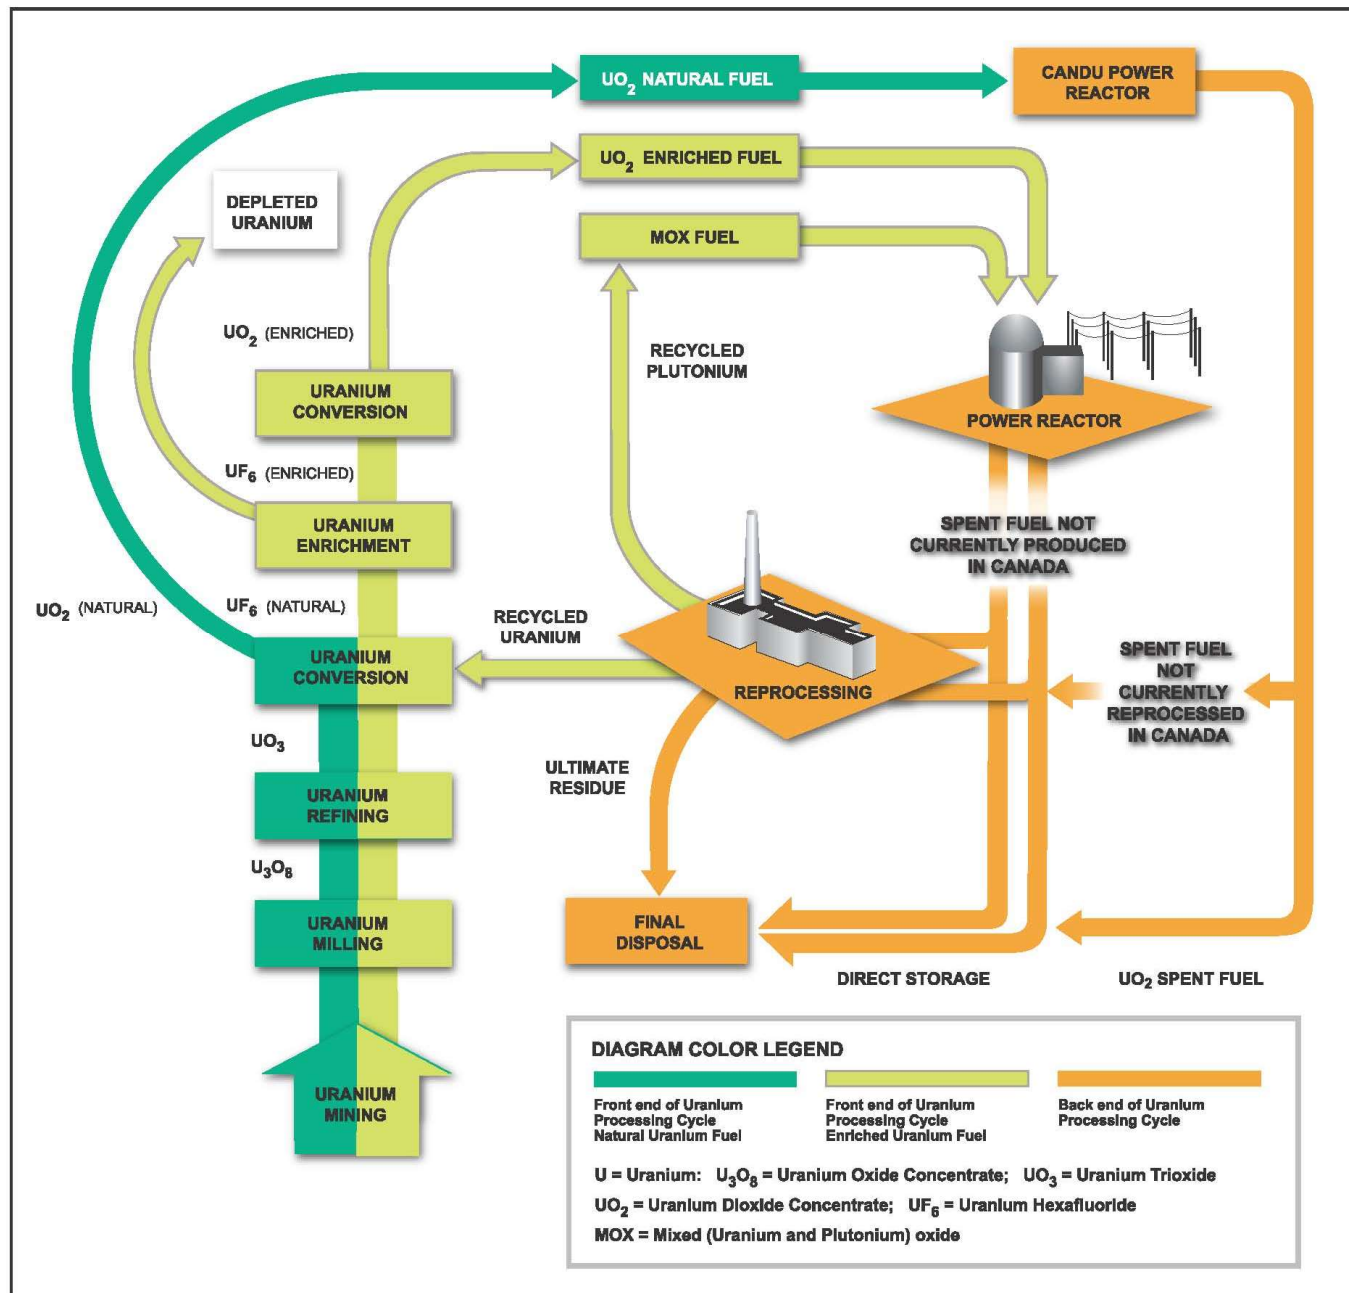 UO2 NATURAL FUEL
CANDU POWER
REACTOR
UO2 ENRICHED FUEL
DEPLETED
URANIUM
MOX FUEL
UO2 (ENRICHED)
RECYCLED
PLUTONIUM
URANIUM
CONVERSION
POWER REACTOR
UF6 (ENRICHED)
URANIUM
ENRICHMENT
SPENT FUEL NOT
CURRENTLY PRODUCED
IN CANADA
UO2 (NATURAL)
UF6 (NATURAL)
RECYCLED
URANIUM
URANIUM
CONVERSION
REPROCESSING
SPENT FUEL
NOT
CURRENTLY
REPROCESSED
IN CANADA
UO3
ULTIMATE
RESIDUE
URANIUM
REFINING
U3O8
URANIUM
MILLING
FINAL
DISPOSAL
DIRECT STORAGE
UO2 SPENT FUEL
URANIUM
MINING
DIAGRAM COLOR LEGEND
Front end of Uranium
Processing Cycle
Natural Uranium Fuel
Front end of Uranium
Processing Cycle
Enriched Uranium Fuel
Back end of Uranium
Processing Cycle
U = Uranium: U3O8 = Uranium Oxide Concentrate; UO3 = Uranium Trioxide
UO2 = Uranium Dioxide Concentrate; UF6 = Uranium Hexafluoride
MOX = Mixed (Uranium and Plutonium) oxide